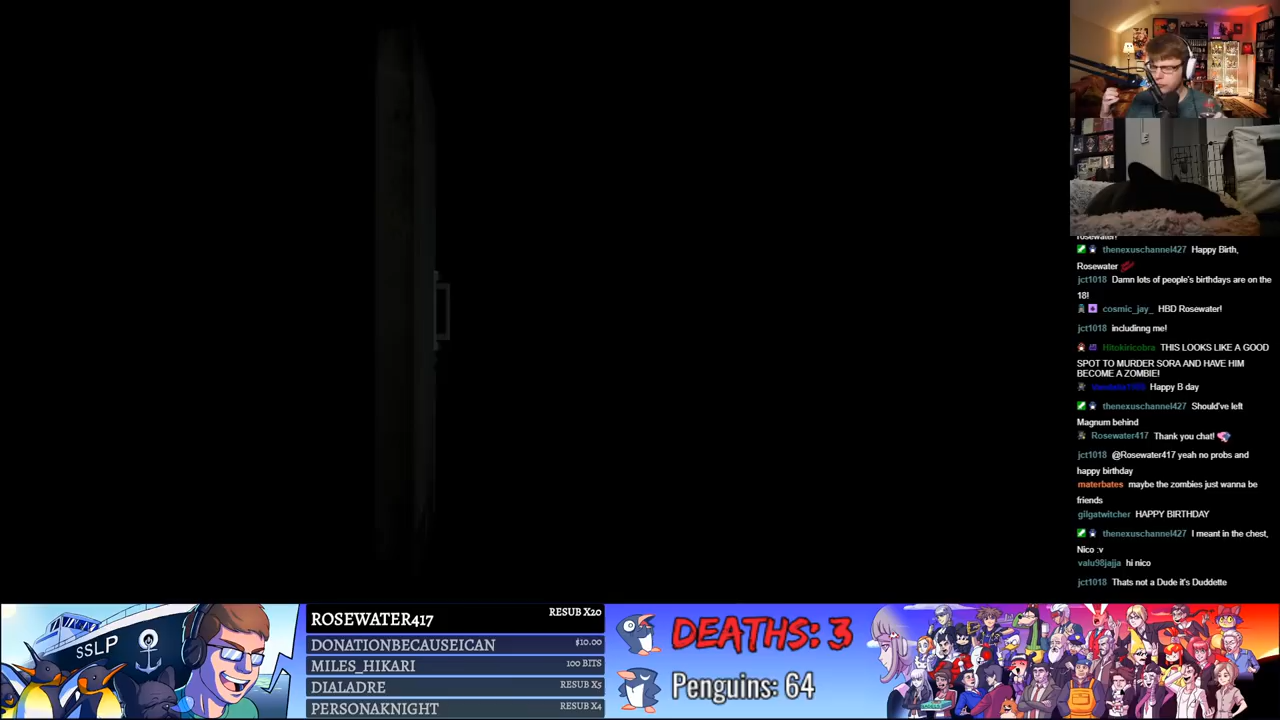 rosewater!
thenexuschannel427 Happy Birth,
Rosewater
jct1018 Damn lots of people's birthdays are on the
18!
cosmic_jay_ HBD Rosewater!
jct1018 includinng me!
Hitokiricobra THIS LOOKS LIKE A GOOD
SPOT TO MURDER SORA AND HAVE HIM
BECOME A ZOMBIE!
Happy B day
thenexuschannel427 Should've left
Magnum behind
Rosewater417 Thank you chat!
jct1018 @Rosewater417 yeah no probs and
happy birthday
materbates maybe the zombies just wanna be
friends
gilgatwitcher HAPPY BIRTHDAY
thenexuschannel427 I meant in the chest,
Nico :v
valu98jajja hi nico
jct1018 Thats not a Dude it's Duddette
SSLP
ROSEWATER417 RESUB X20
DONATIONBECAUSEICAN $10.00
MILES_HIKARI 100 BITS
DIALADRE RESUB X5
PERSONAKNIGHT RESUB X4
DEATHS: 3
Penguins: 64